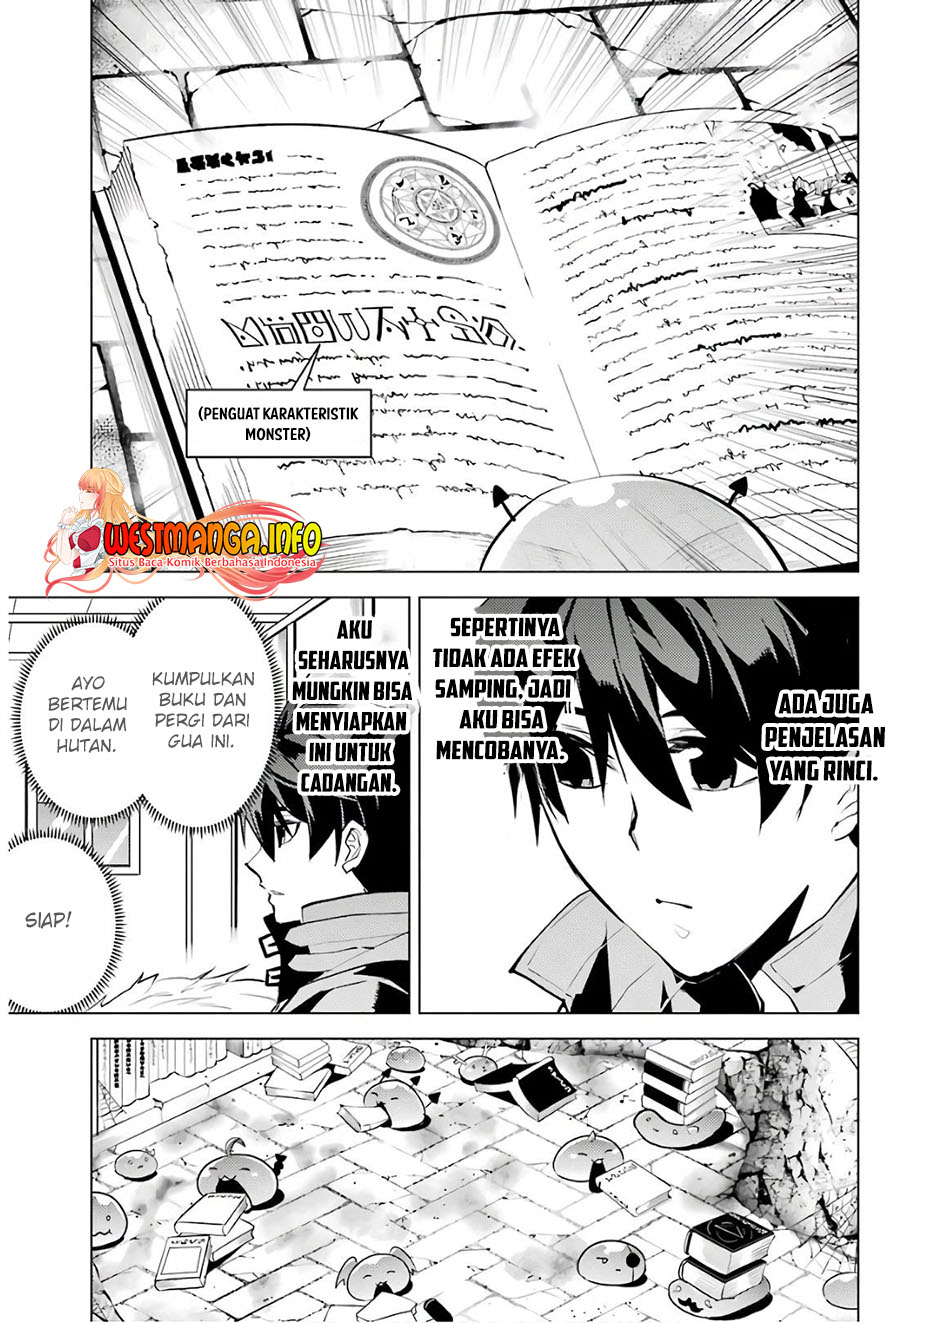 (PENGUAT KARAKTERISTIK
MONSTER)
WESTMANGA.INFO
Situs Baca Komik Berbahasa Indonesia
ADA JUGA
PENJELASAN
YANG RINCI.
SEPERTINYA
TIDAK ADA EFEK
SAMPING, JADI
AKU BISA
MENCOBANYA.
AKU
SEHARUSNYA
MUNGKIN BISA
MENYIAPKAN
INI UNTUK
CADANGAN.
KUMPULKAN
BUKU DAN
PERGI DARI
GUA INI.
AYO
BERTEMU
DI DALAM
HUTAN.
SIAP!